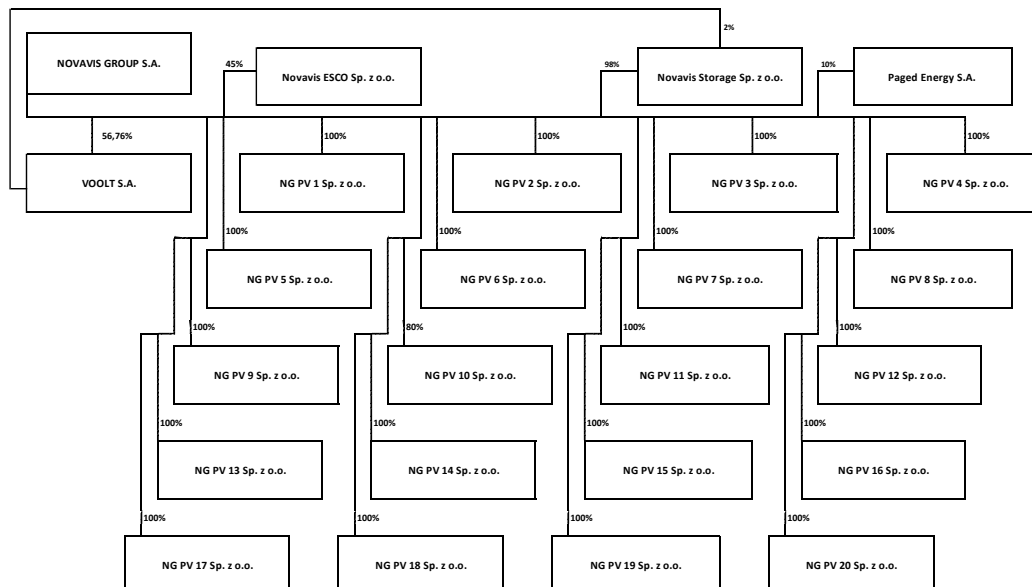 2%
NOVAVIS GROUP S.A.
45%
Novavis ESCO Sp. z o.o.
98%
Novavis Storage Sp. z o.o.
10%
Paged Energy S.A.
56,76%
100%
100%
100%
100%
VOOLT S.A.
NG PV 1 Sp. z o.o.
NG PV 2 Sp. z o.o.
NG PV 3 Sp. z o.o.
NG PV 4 Sp. z o.o.
100%
100%
100%
100%
NG PV 5 Sp. z o.o.
NG PV 6 Sp. z o.o.
NG PV 7 Sp. z o.o.
NG PV 8 Sp. z o.o.
100%
80%
100%
100%
NG PV 9 Sp. z o.o.
NG PV 10 Sp. z o.o.
NG PV 11 Sp. z o.o.
NG PV 12 Sp. z o.o.
100%
100%
100%
100%
NG PV 13 Sp. z o.o.
NG PV 14 Sp. z o.o.
NG PV 15 Sp. z o.o.
NG PV 16 Sp. z o.o.
100%
100%
100%
100%
NG PV 17 Sp. z o.o.
NG PV 18 Sp. z o.o.
NG PV 19 Sp. z o.o.
NG PV 20 Sp. z o.o.